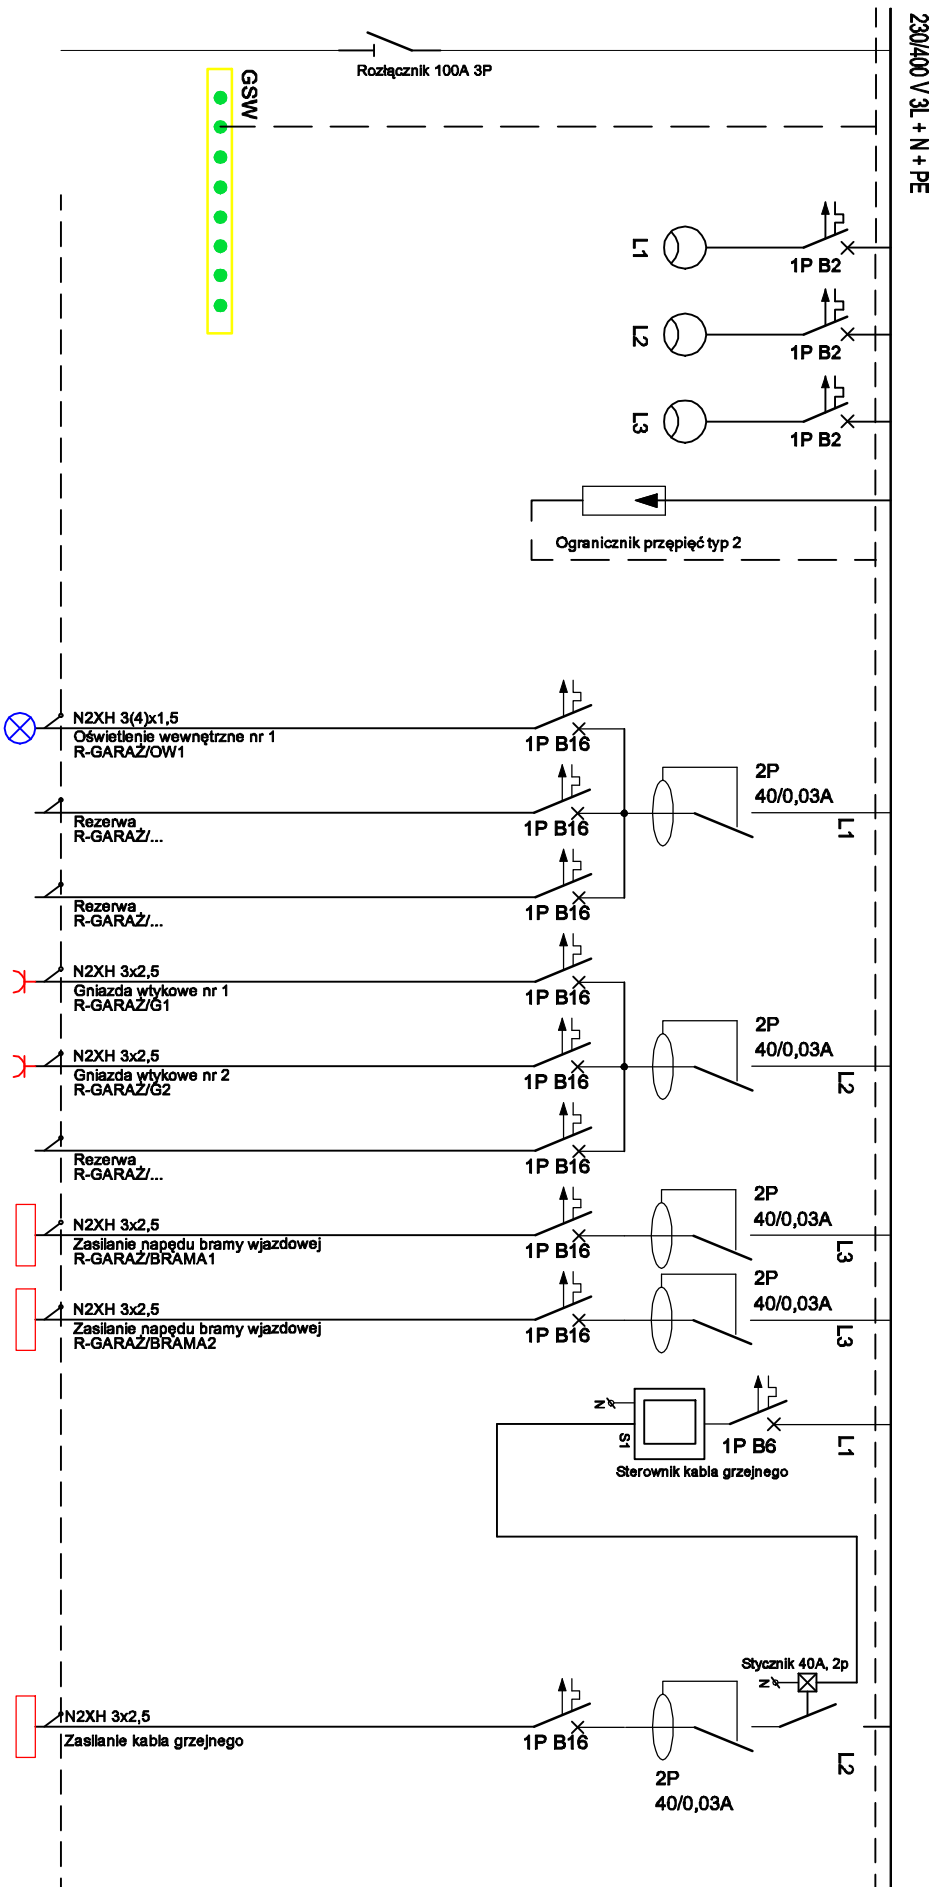 230/400 V 3L + N + PE
Rozłącznik 100A 3P
GSW
L1
1P B2
L2
1P B2
L3
1P B2
Ogranicznik przępięć typ 2
N2XH 3(4)x1,5
Oświetlenie wewnętrzne nr 1
R-GARAŻ/OW1
1P B16
2P
40/0,03A
L1
Rezerwa
R-GARAŻ/...
1P B16
Rezerwa
R-GARAŻ/...
1P B16
N2XH 3x2,5
Gniazda wtykowe nr 1
R-GARAŻ/G1
1P B16
2P
40/0,03A
L2
N2XH 3x2,5
Gniazda wtykowe nr 2
R-GARAŻ/G2
1P B16
Rezerwa
R-GARAŻ/...
1P B16
2P
40/0,03A
L3
N2XH 3x2,5
Zasilanie napędu bramy wjazdowej
R-GARAŻ/BRAMA1
1P B16
2P
40/0,03A
L3
N2XH 3x2,5
Zasilanie napędu bramy wjazdowej
R-GARAŻ/BRAMA2
1P B16
N
S1
1P B6
L1
Sterownik kabla grzejnego
Stycznik 40A, 2p
N
N2XH 3x2,5
Zasilanie kabla grzejnego
1P B16
L2
2P
40/0,03A